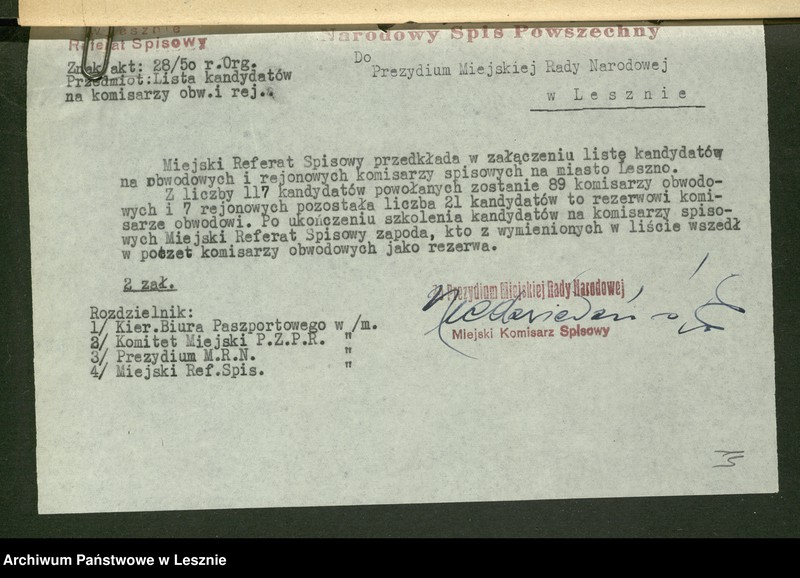 w Lesznie
Referat Spisowy
Narodowy Spis Powszechny
Znak akt: 28/50 r.Org.
Przedmiot:Lista kandydatów
na komisarzy obw.i rej..
Do
Prezydium Miejskiej Rady Narodowej
w Lesznie
Miejski Referat Spisowy przedkłada w załączeniu listę kandydatów
na obwodowych i rejonowych komisarzy spisowych na miasto Leszno.
Z liczby 117 kandydatów powołanych zostanie 89 komisarzy obwodo-
wych i 7 rejonowych pozostała liczba 21 kandydatów to rezerwowi komi-
sarze obwodowi. Po ukończeniu szkolenia kandydatów na komisarzy spiso-
wych Miejski Referat Spisowy zapoda, kto z wymienionych w liście wszedł
w poczet komisarzy obwodowych jako rezerwa.
2 zał.
Rozdzielnik:
1/ Kier.Biura Paszportowego w /m.
2/ Komitet Miejski P.Z.P.R. "
3/ Prezydium M.R.N. "
4/ Miejski Ref.Spis. "
Prezydium Miejskiej Rady Narodowej
Miejski Komisarz Spisowy
Archiwum Państwowe w Lesznie